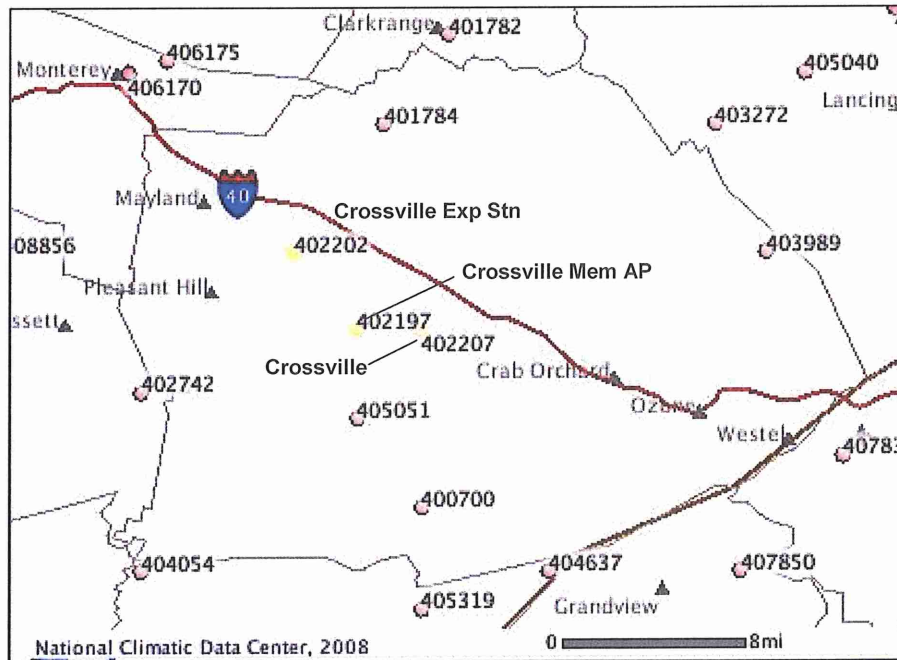 Clarkrange 401782
406175
Monterey
406170
405040
Lancing
401784
403272
Mayland
40
Crossville Exp Stn
08856
402202
403989
Crossville Mem AP
Pleasant Hill
ssett
402197
402207
Crossville
Crab Orchard
402742
405051
Ozone
Westel
40783
400700
404054
404637
407850
405319
Grandview
National Climatic Data Center, 2008
0 8mi